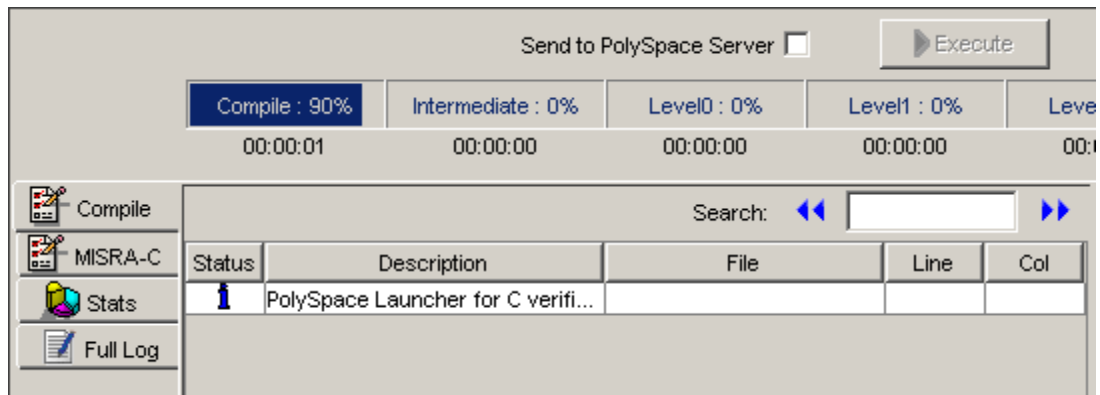 Send to PolySpace Server Execute
Compile : 90% Intermediate : 0% Level0 : 0% Level1 : 0% Leve
00:00:01 00:00:00 00:00:00 00:00:00 00:
Compile Search:
MISRA-C Status Description File Line Col
Stats PolySpace Launcher for C verifi...
Full Log